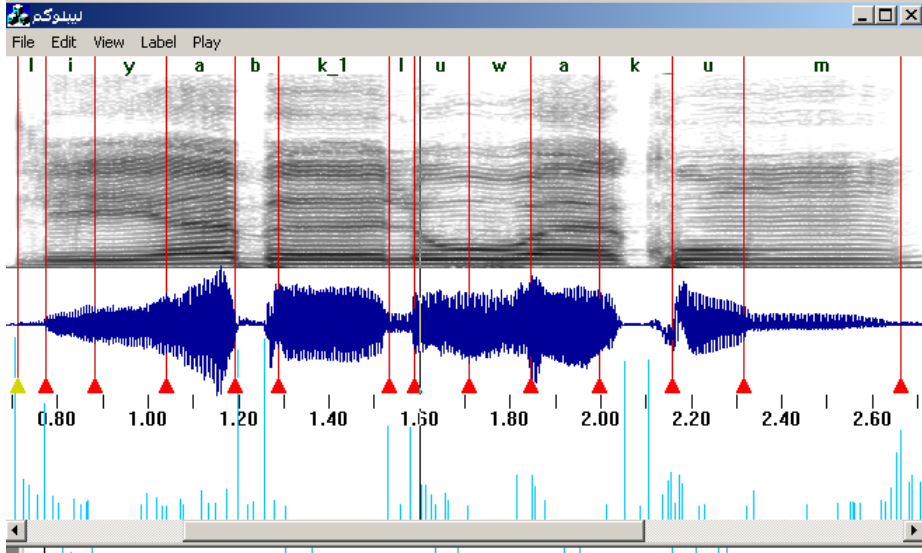 ليبلوكم
File Edit View Label Play
l i y a b k_1 l u w a k u m
0.80 1.00 1.20 1.40 1.60 1.80 2.00 2.20 2.40 2.60